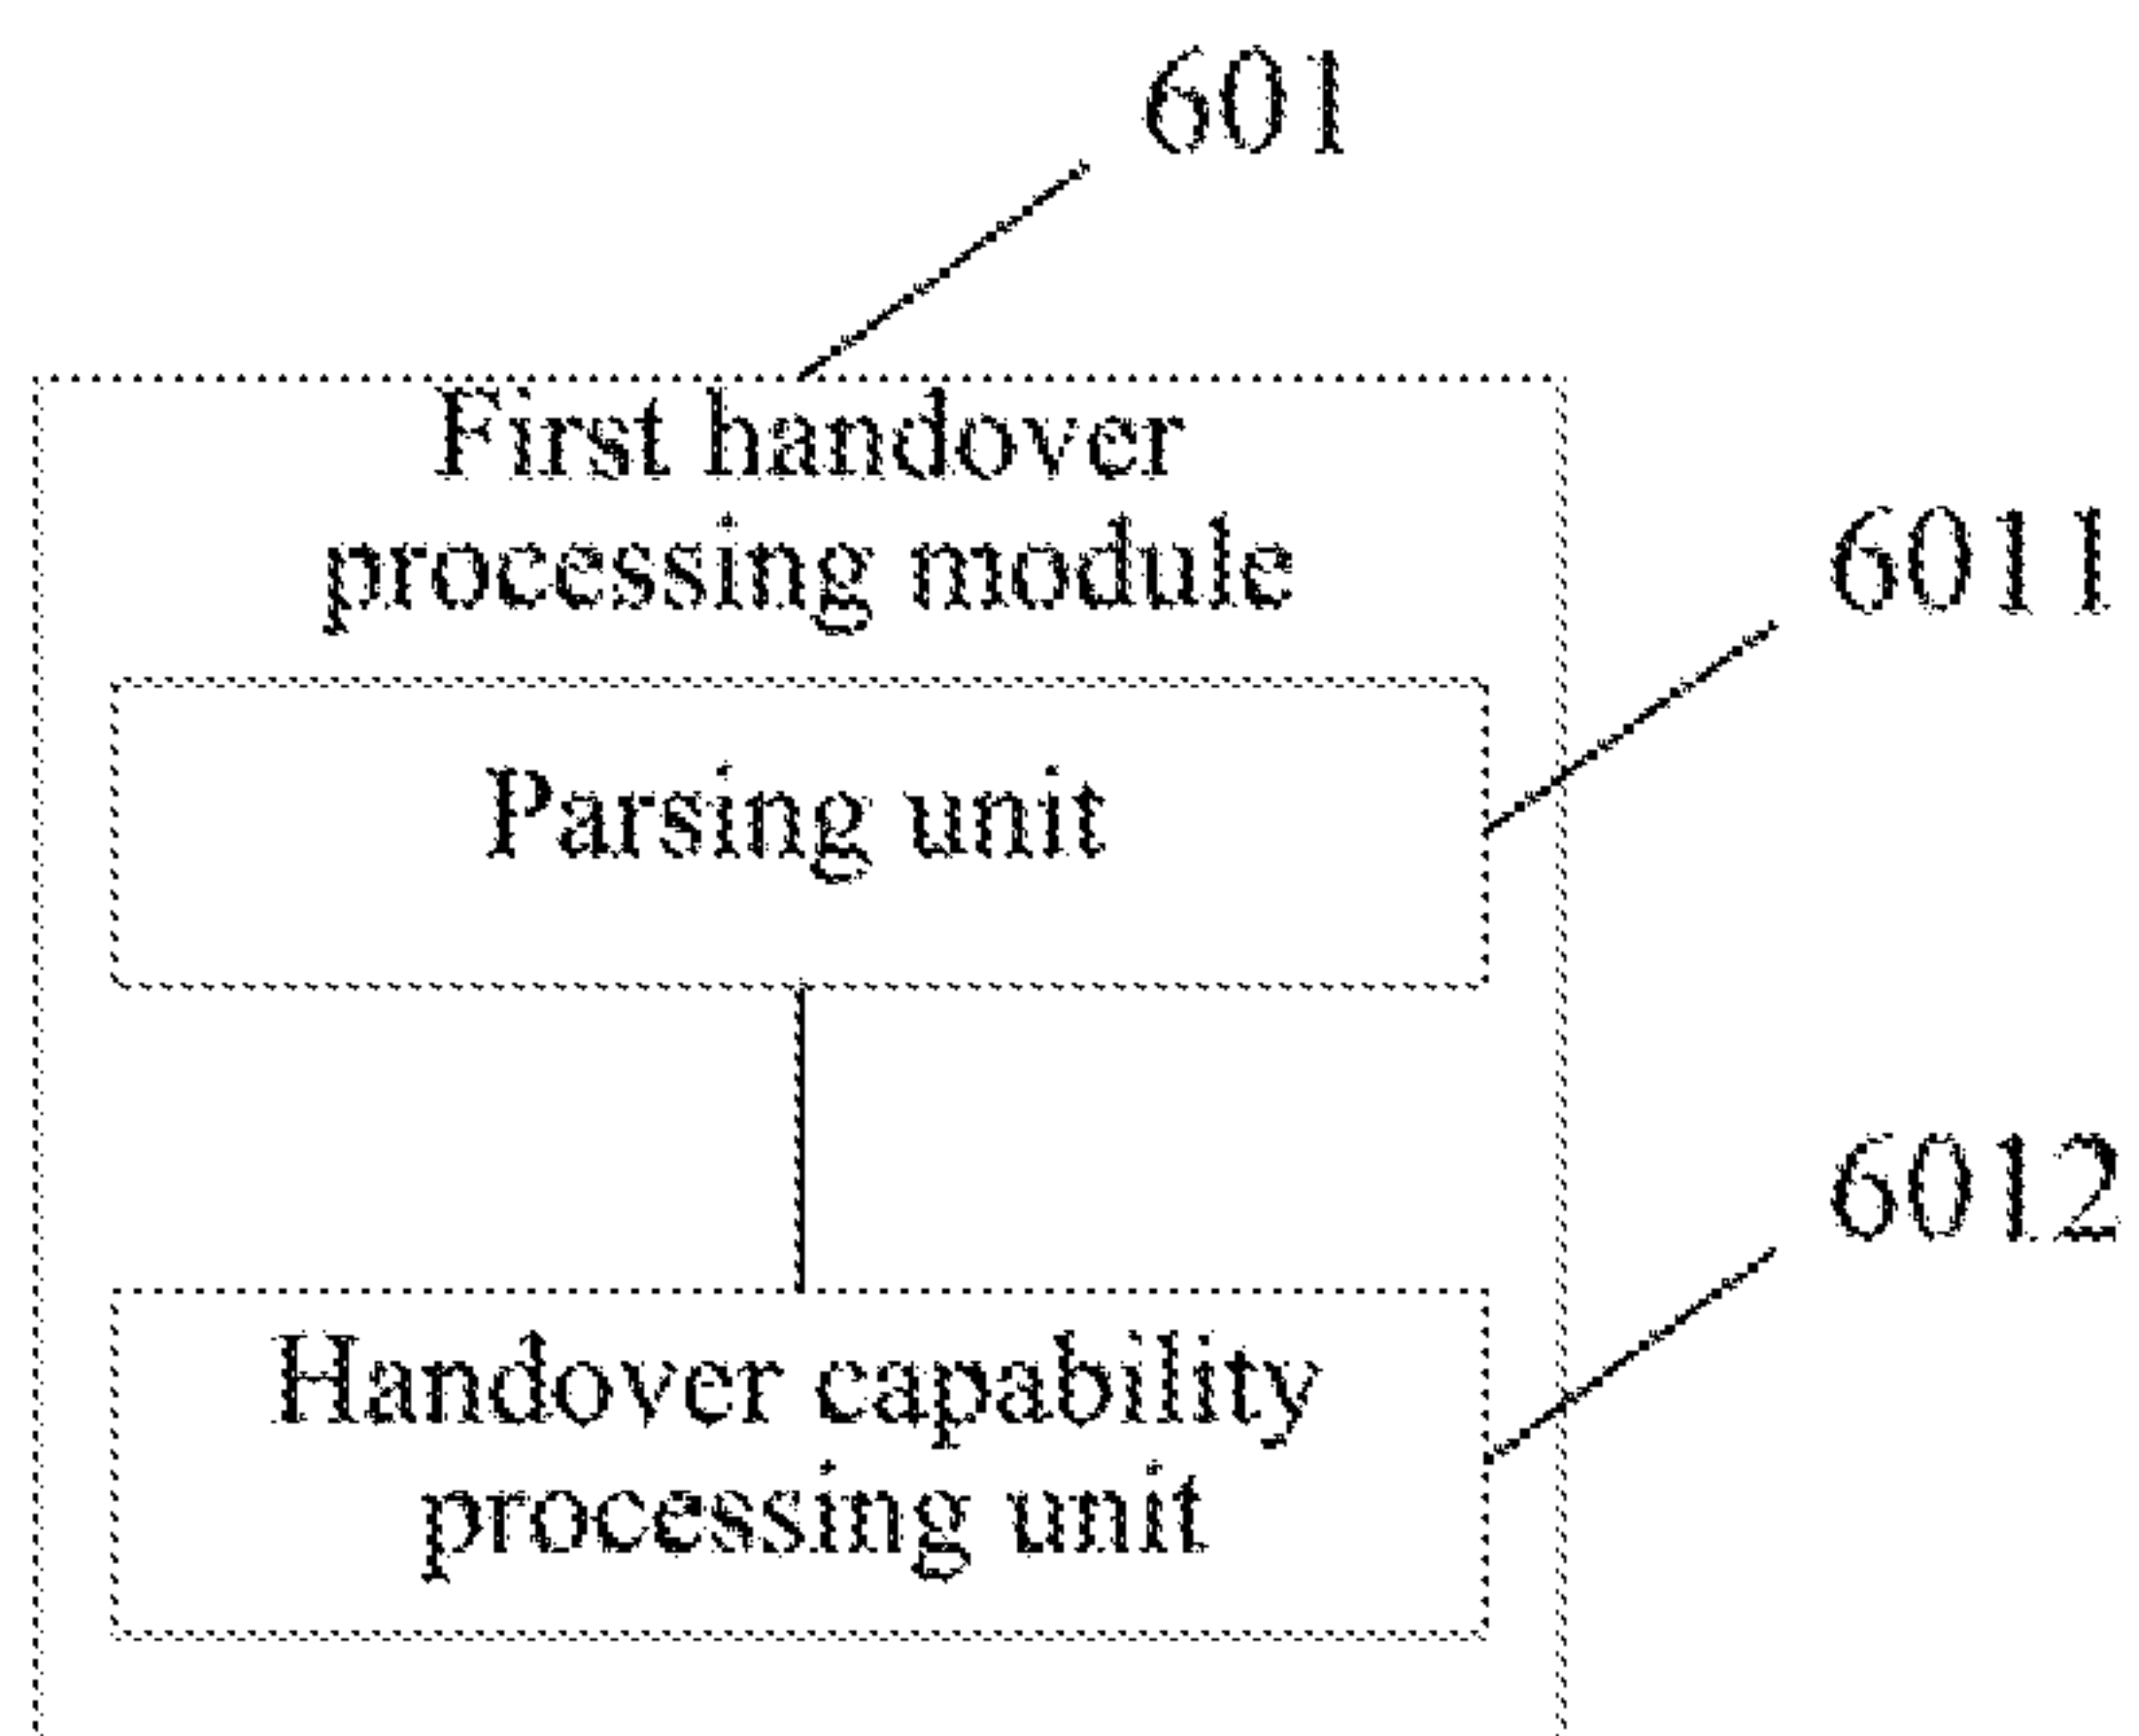 601
First handover
processing module
6011
Parsing unit
6012
Handover capability
processing unit